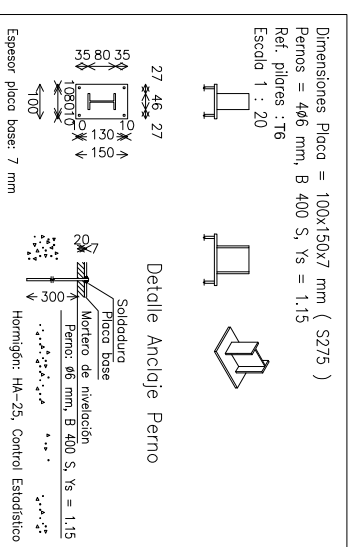 Dimensiones Placa = 100x150x7 mm ( S275 )
Pernos = 4Ø6 mm, B 400 S, Ys = 1.15
Ref. pilares : T6
Escala 1 : 20
35 80 35
27
46
27
100
10 80 10
10
10
130
150
Espesor placa base: 7 mm
Detalle Anclaje Perno
20
7
300
Soldadura
Placa base
Mortero de nivelación
Perno: Ø6 mm, B 400 S, Ys = 1.15
Hormigón: HA-25, Control Estadístico